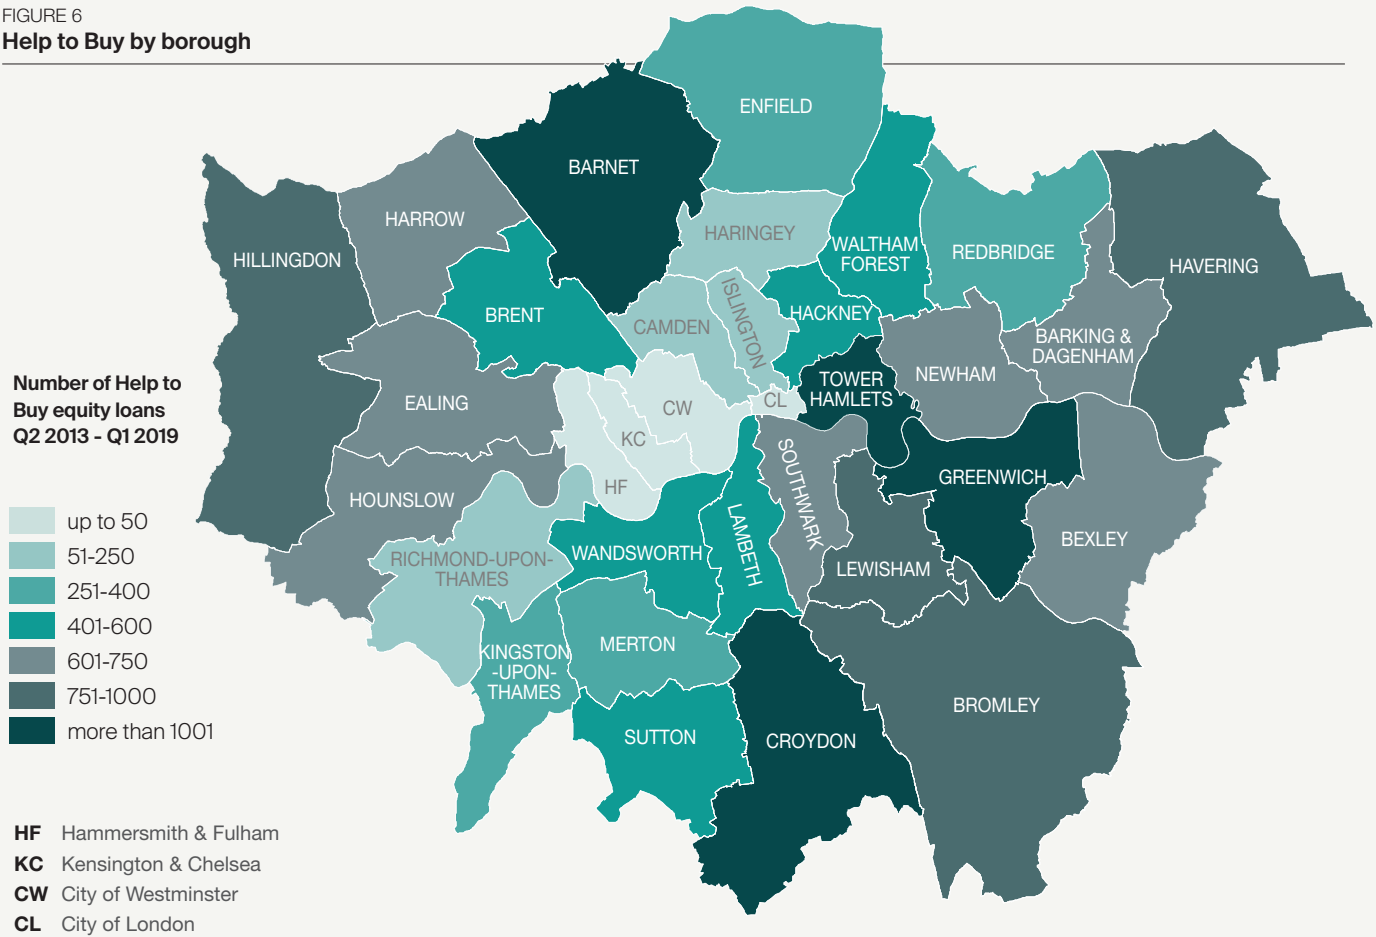 FIGURE 6
Help to Buy by borough
ENFIELD
BARNET
HARROW
HARINGEY
WALTHAM
FOREST
REDBRIDGE
HILLINGDON
HAVERING
BRENT
ISLINGTON
HACKNEY
CAMDEN
BARKING &
DAGENHAM
NEWHAM
TOWER
HAMLETS
EALING
CW
CL
KC
HF
SOUTHWARK
GREENWICH
HOUNSLOW
BEXLEY
LAMBETH
WANDSWORTH
RICHMOND-UPON-
THAMES
LEWISHAM
MERTON
KINGSTON
-UPON-
THAMES
BROMLEY
SUTTON
CROYDON
Number of Help to
Buy equity loans
Q2 2013 - Q1 2019
up to 50
51-250
251-400
401-600
601-750
751-1000
more than 1001
HF Hammersmith & Fulham
KC Kensington & Chelsea
CW City of Westminster
CL City of London